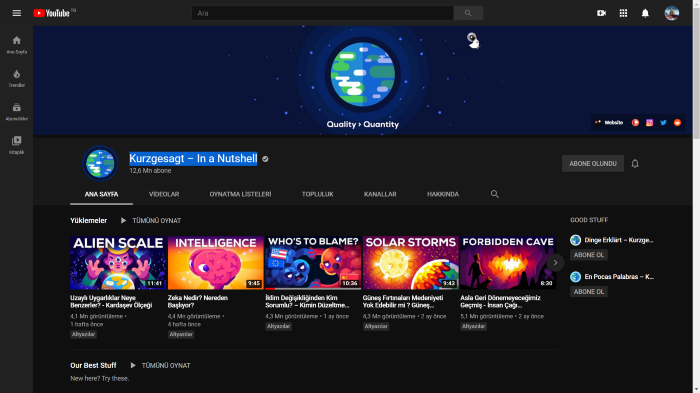 YouTube TR
Ara
Ana Sayfa
Trendler
Abonelikler
Kitaplık
Quality › Quantity
Website
Kurzgesagt – In a Nutshell
12,6 Mn abone
ABONE OLUNDU
ANA SAYFA
VİDEOLAR
OYNATMA LİSTELERİ
TOPLULUK
KANALLAR
HAKKINDA
Yüklemeler
TÜMÜNÜ OYNAT
ALIEN SCALE
11:41
Uzaylı Uygarlıklar Neye
Benzerler? - Kardaşev Ölçeği
4,1 Mn görüntüleme •
1 hafta önce
Altyazılar
INTELLIGENCE
9:45
Zeka Nedir? Nereden
Başlıyor?
4,4 Mn görüntüleme •
4 hafta önce
Altyazılar
WHO'S TO BLAME?
10:36
İklim Değişikliğinden Kim
Sorumlu? – Kimin Düzeltme...
4,3 Mn görüntüleme • 1 ay önce
Altyazılar
SOLAR STORMS
9:43
Güneş Fırtınaları Medeniyeti
Yok Edebilir mi ? Güneş...
4,3 Mn görüntüleme • 2 ay önce
Altyazılar
FORBIDDEN CAVE
8:30
Asla Geri Dönemeyeceğimiz
Geçmiş - İnsan Çağı...
5,1 Mn görüntüleme • 2 ay önce
Altyazılar
GOOD STUFF
Dinge Erklärt – Kurzge...
ABONE OL
En Pocas Palabras – K...
ABONE OL
Our Best Stuff
TÜMÜNÜ OYNAT
New here? Try these.